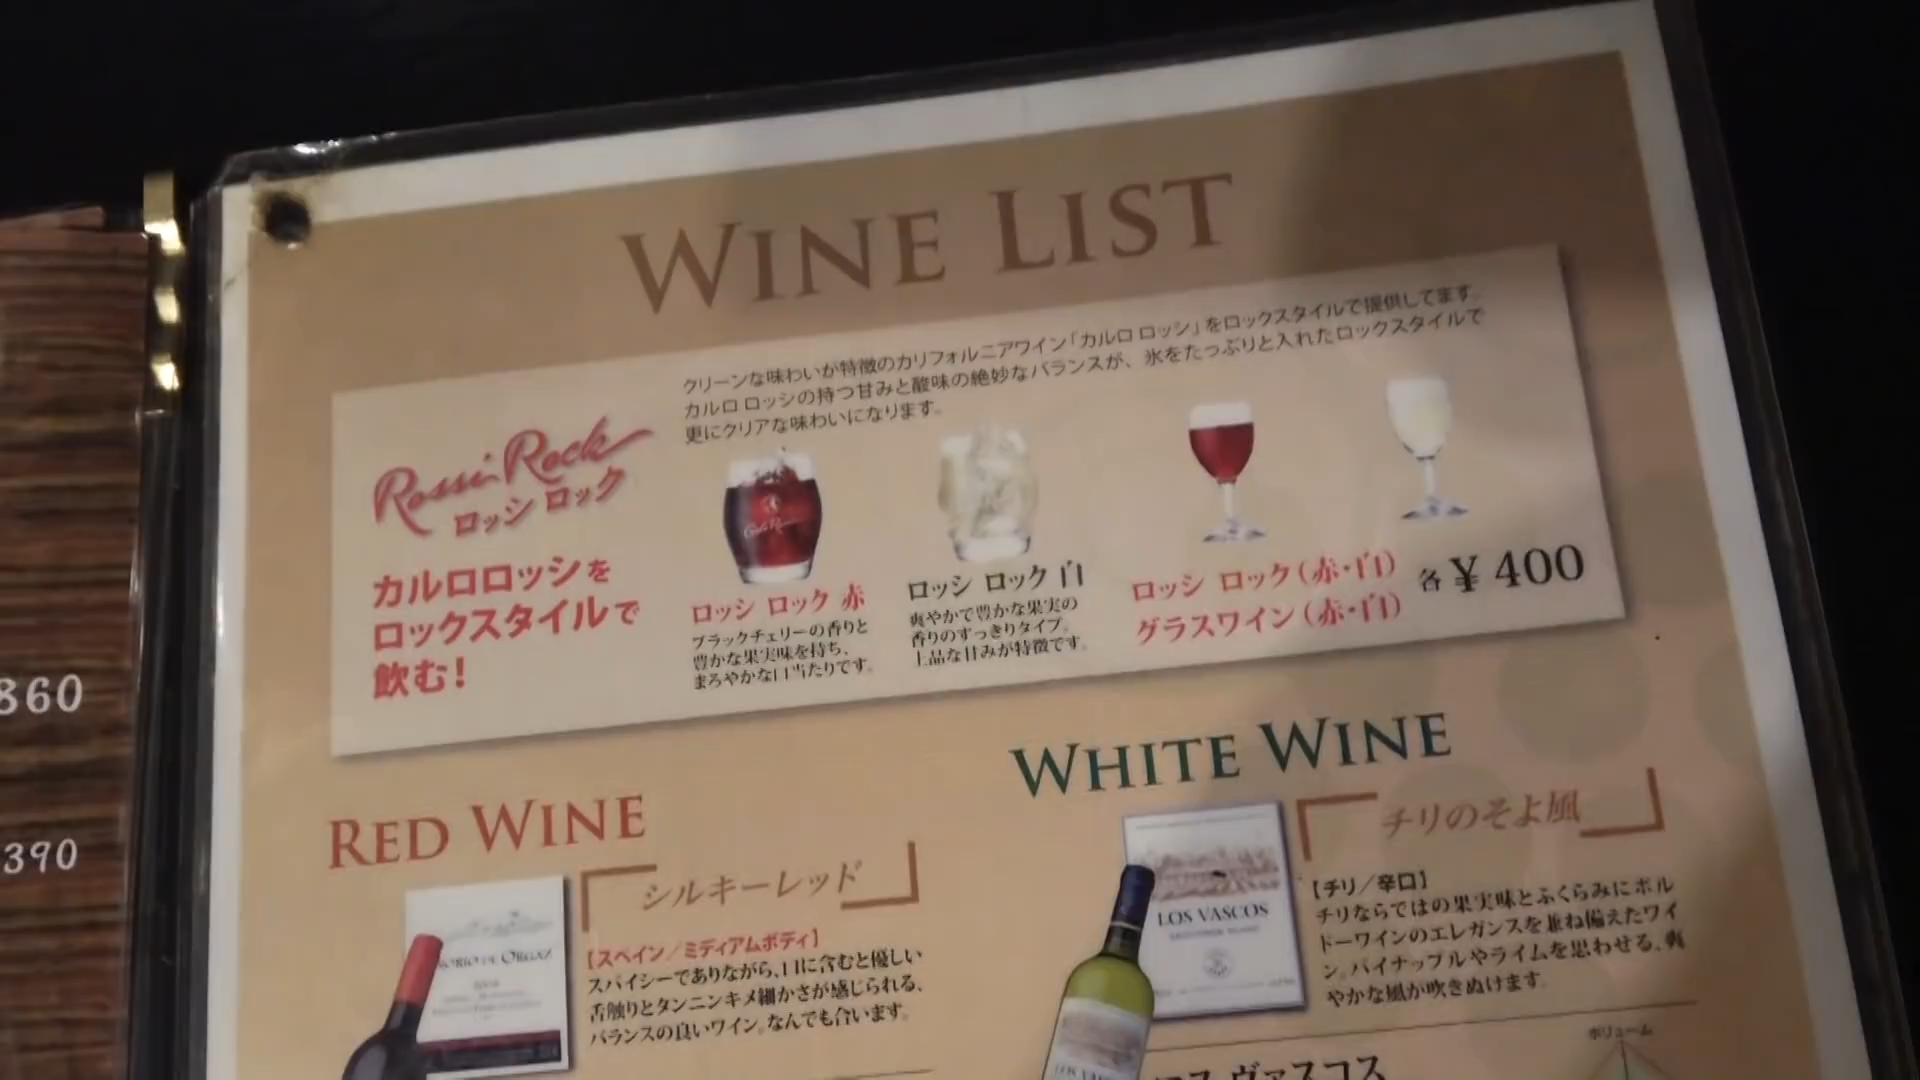 WINE LIST
クリーンな味わいが特徴のカリフォルニアワイン「カルロ ロッシ」をロックスタイルで提供してます。
カルロ ロッシの持つ甘みと酸味の絶妙なバランスが、氷をたっぷりと入れたロックスタイルで
更にクリアな味わいになります。
Rossi Rock
ロッシ ロック
カルロロッシを
ロックスタイルで
飲む!
ロッシ ロック 赤
ブラックチェリーの香りと
豊かな果実味を持ち、
まろやかな口当たりです。
ロッシ ロック 白
爽やかで豊かな果実の
香りのすっきりタイプ。
上品な甘みが特徴です。
ロッシ ロック(赤・白)
グラスワイン(赤・白)
各 ¥ 400
860
390
RED WINE
シルキーレッド
【スペイン/ミディアムボディ】
スパイシーでありながら、口に含むと優しい
舌触りとタンニンキメ細かさが感じられる、
バランスの良いワイン。なんでも合います。
WHITE WINE
チリのそよ風
LOS VASCOS
【チリ/辛口】
チリならではの果実味とふくらみにボル
ドーワインのエレガンスを兼ね備えたワイ
ン。パイナップルやライムを思わせる、爽
やかな風が吹きぬけます。
ボリューム
ロス ヴァスコス